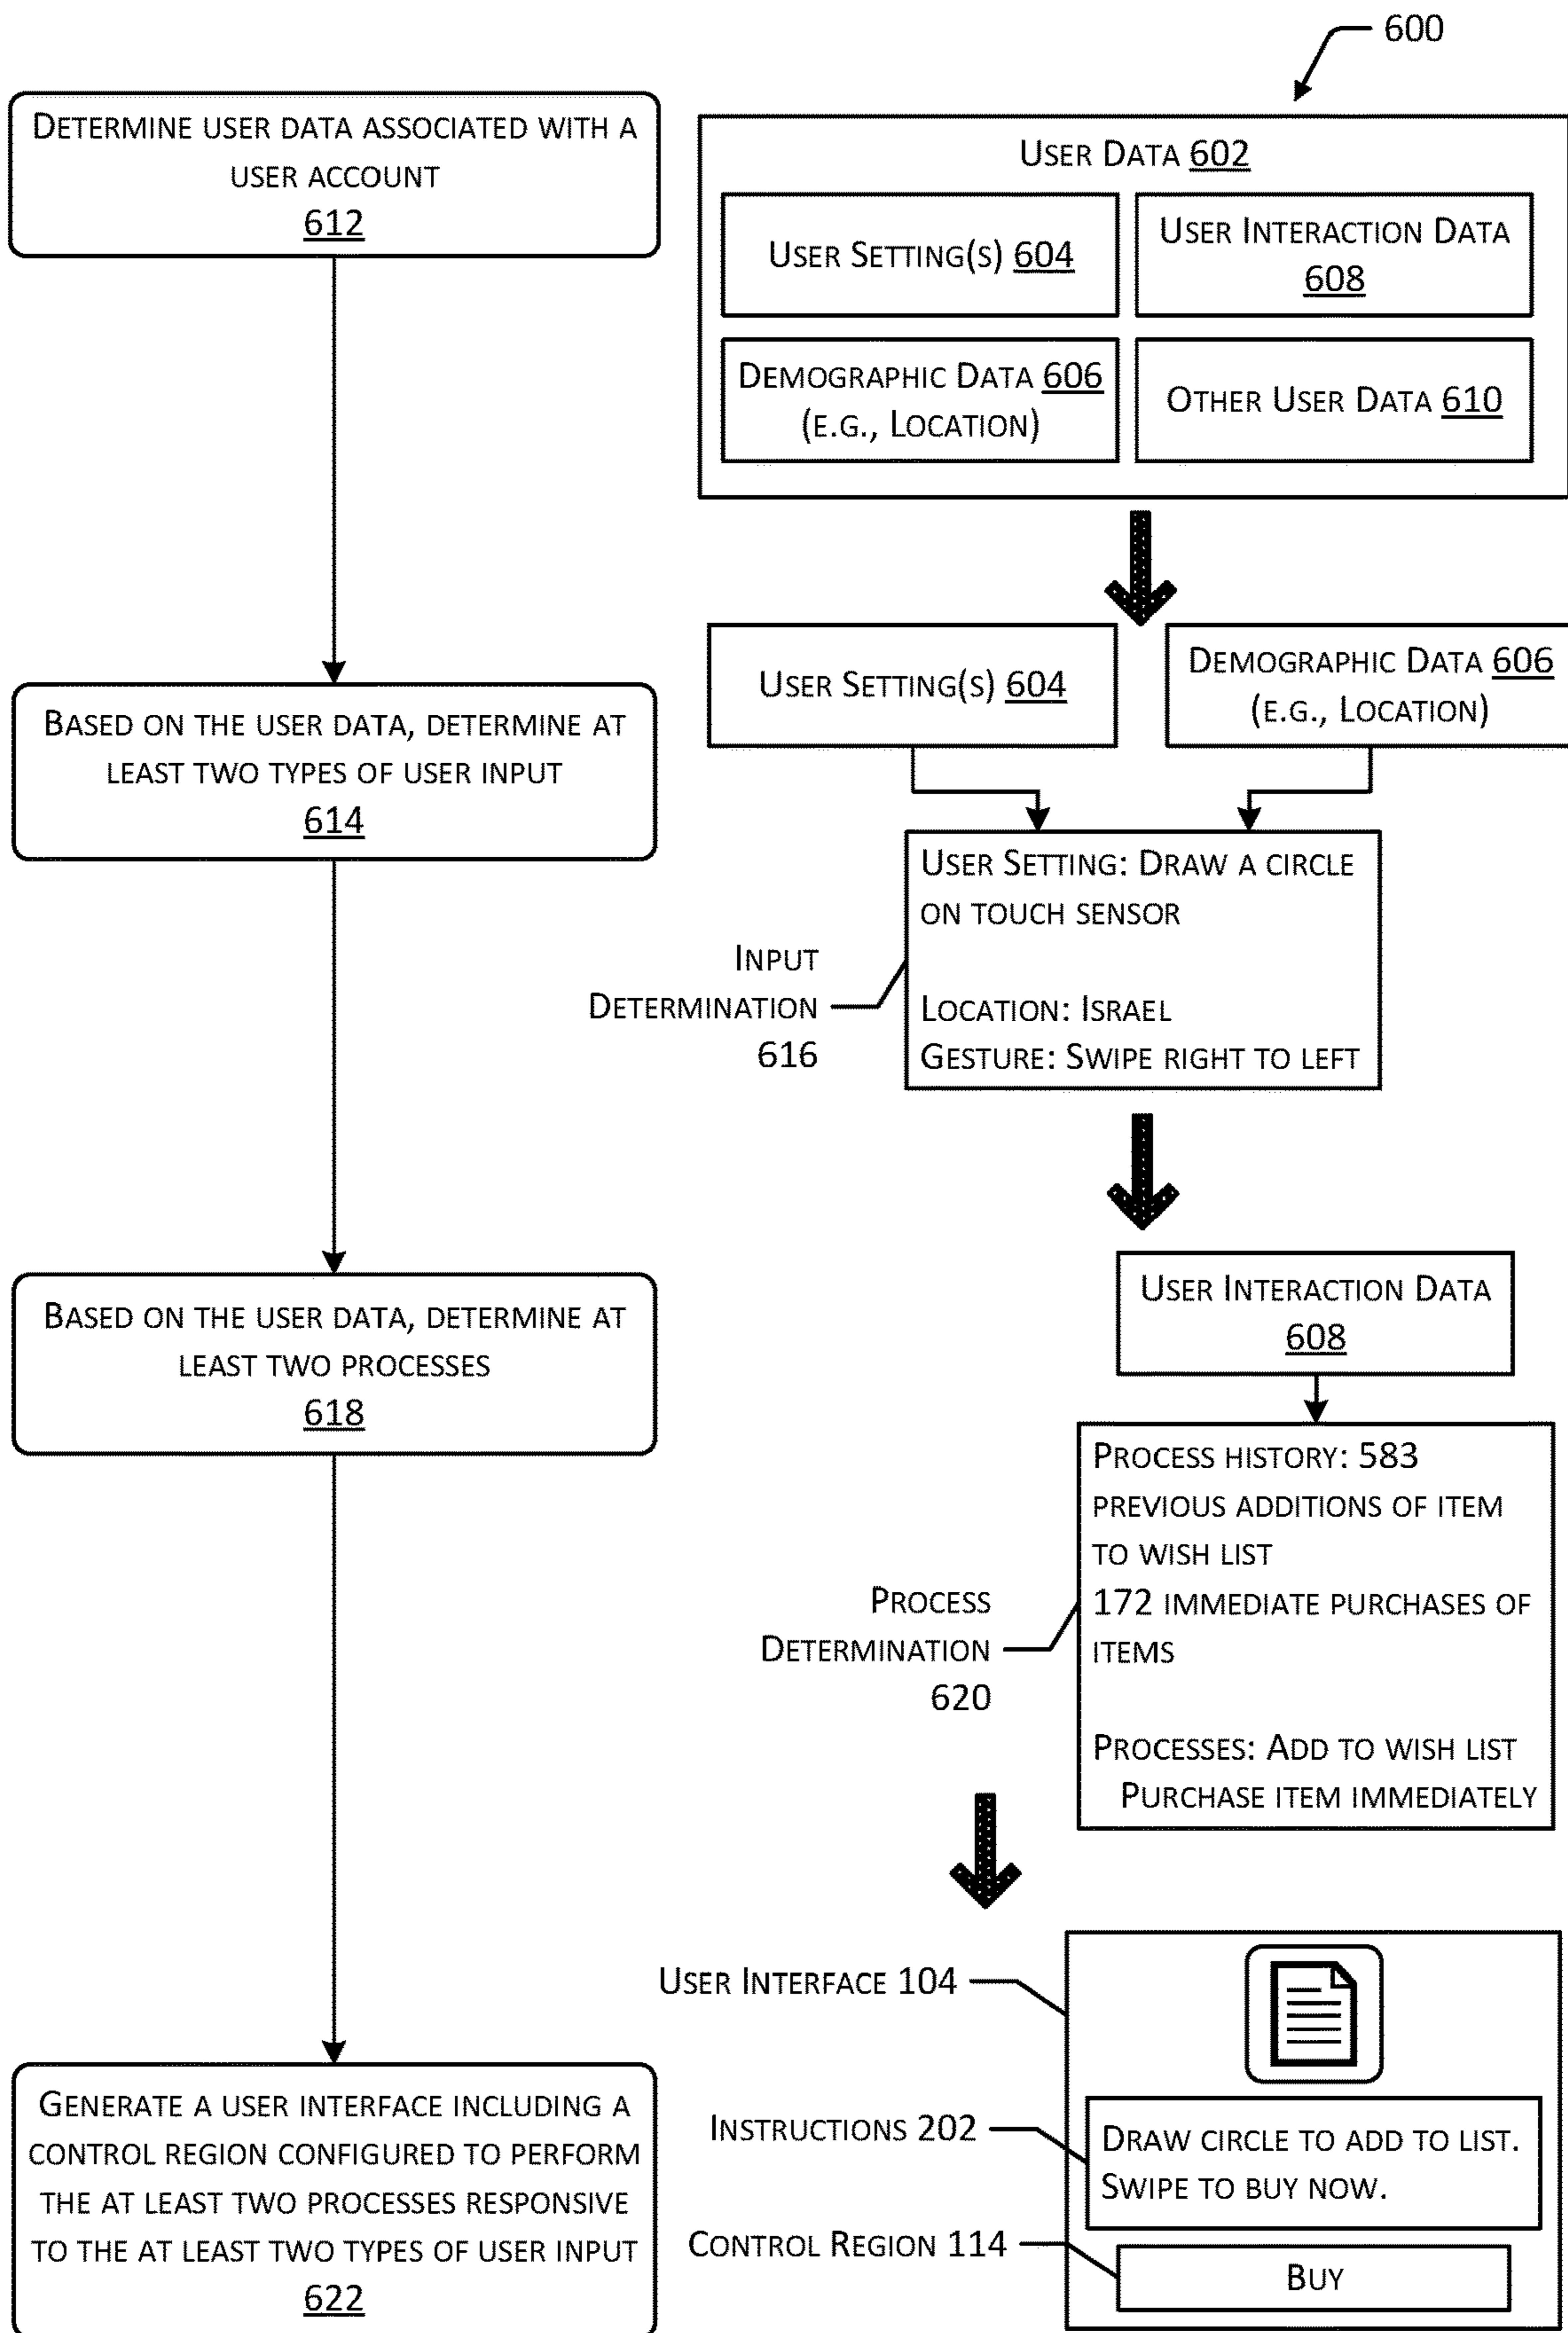 600
DETERMINE USER DATA ASSOCIATED WITH A
USER ACCOUNT
612
USER DATA 602
USER SETTING(S) 604
USER INTERACTION DATA
608
DEMOGRAPHIC DATA 606
(E.G., LOCATION)
OTHER USER DATA 610
BASED ON THE USER DATA, DETERMINE AT
LEAST TWO TYPES OF USER INPUT
614
USER SETTING(S) 604
DEMOGRAPHIC DATA 606
(E.G., LOCATION)
INPUT
DETERMINATION
616
USER SETTING: DRAW A CIRCLE
ON TOUCH SENSOR
LOCATION: ISRAEL
GESTURE: SWIPE RIGHT TO LEFT
BASED ON THE USER DATA, DETERMINE AT
LEAST TWO PROCESSES
618
USER INTERACTION DATA
608
PROCESS
DETERMINATION
620
PROCESS HISTORY: 583
PREVIOUS ADDITIONS OF ITEM
TO WISH LIST
172 IMMEDIATE PURCHASES OF
ITEMS
PROCESSES: ADD TO WISH LIST
PURCHASE ITEM IMMEDIATELY
GENERATE A USER INTERFACE INCLUDING A
CONTROL REGION CONFIGURED TO PERFORM
THE AT LEAST TWO PROCESSES RESPONSIVE
TO THE AT LEAST TWO TYPES OF USER INPUT
622
USER INTERFACE 104
INSTRUCTIONS 202
DRAW CIRCLE TO ADD TO LIST.
SWIPE TO BUY NOW.
CONTROL REGION 114
BUY